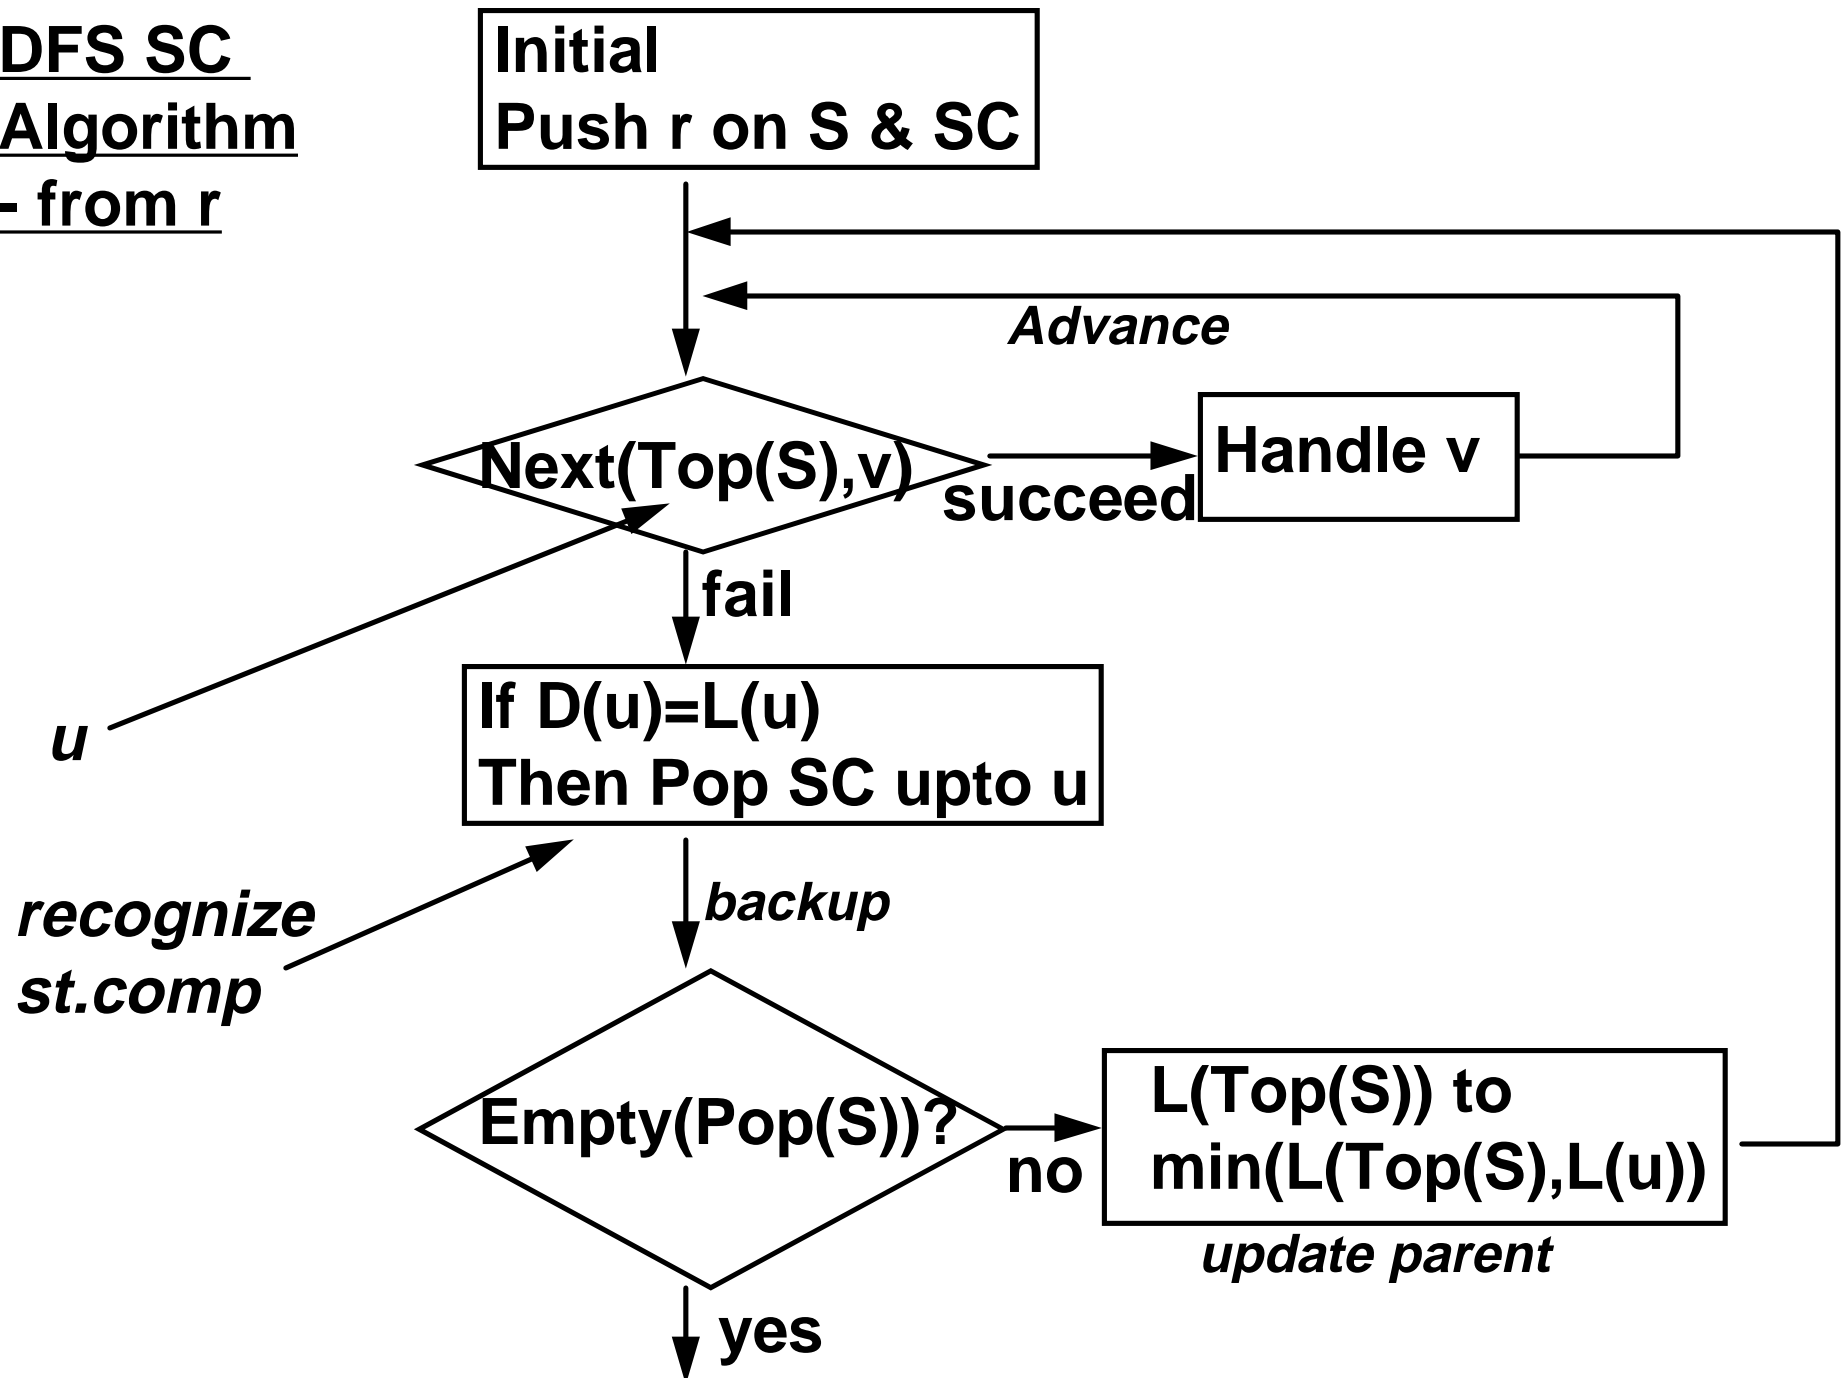 DFS SC
Algorithm
- from r
Initial
Push r on S & SC
Advance
Next(Top(S),v)
succeed
Handle v
fail
u
If D(u)=L(u)
Then Pop SC upto u
recognize
st.comp
backup
Empty(Pop(S))?
no
L(Top(S)) to
min(L(Top(S),L(u))
update parent
yes